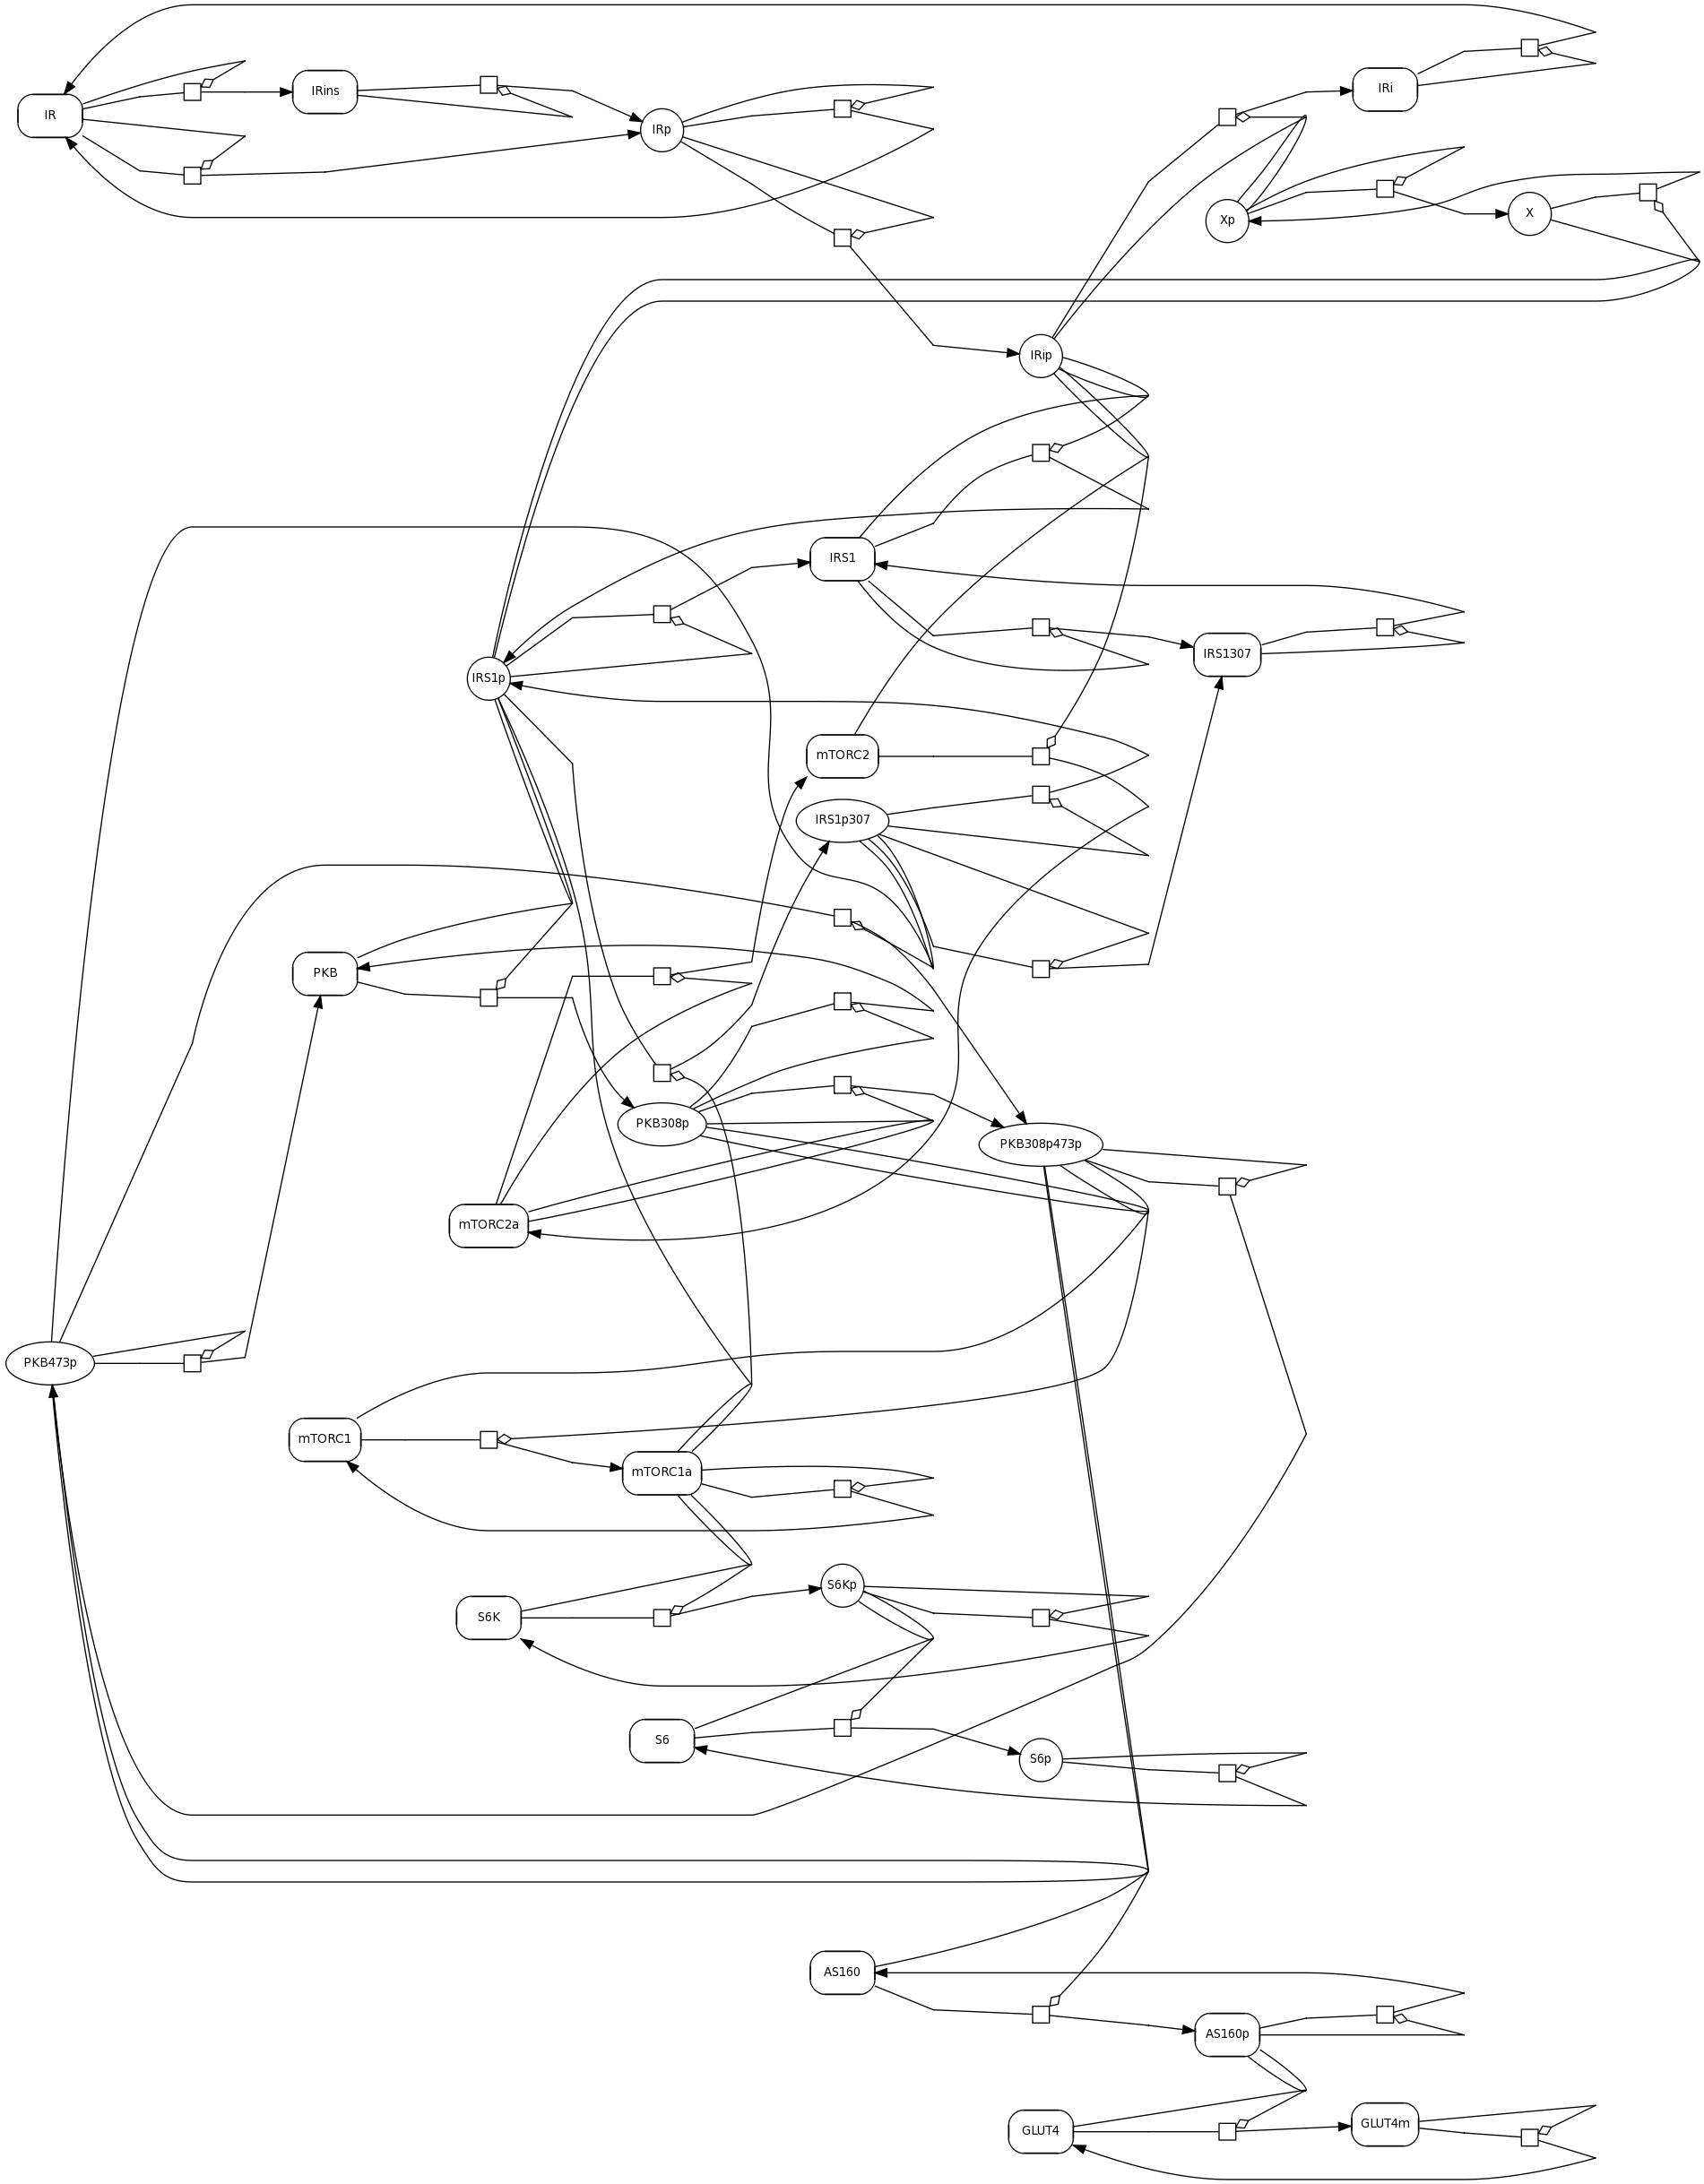 IR
IRins
IRp
IRi
Xp
X
IRip
IRS1
IRS1307
IRS1p
mTORC2
IRS1p307
PKB
PKB308p
PKB308p473p
mTORC2a
PKB473p
mTORC1
mTORC1a
S6Kp
S6K
S6
S6p
AS160
AS160p
GLUT4
GLUT4m